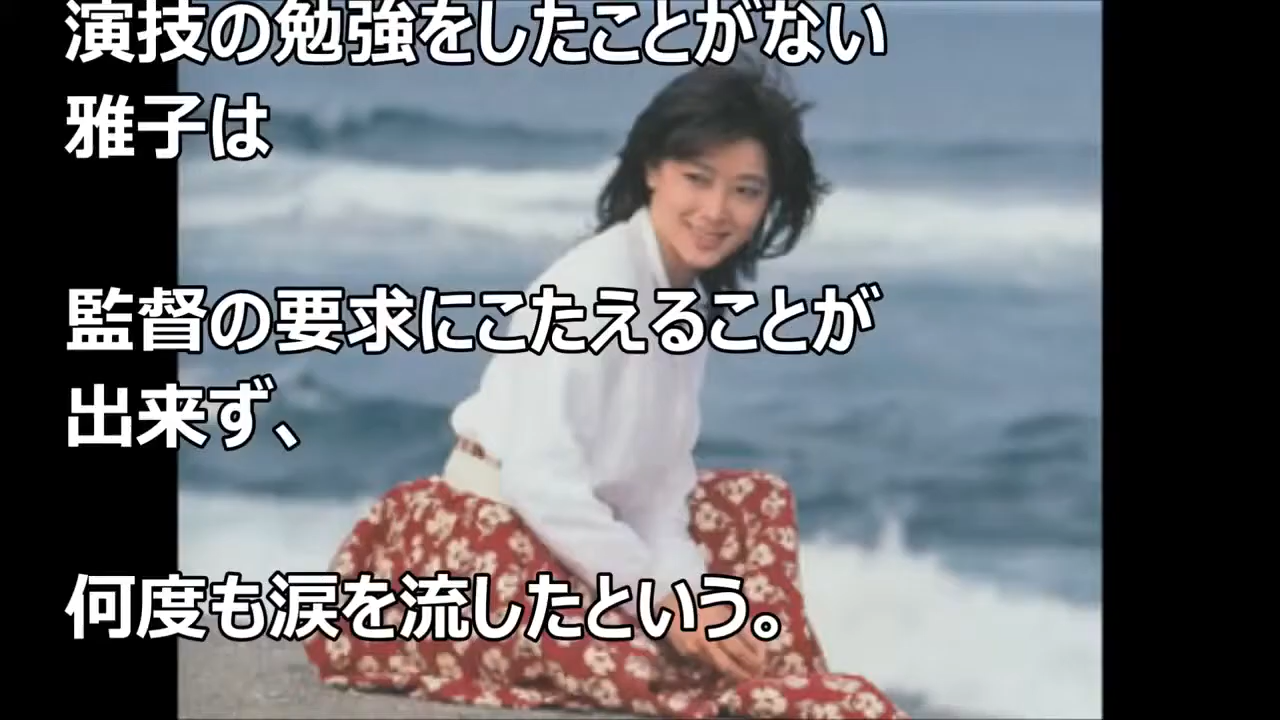 演技の勉強をしたことがない
雅子は
監督の要求にこたえることが
出来ず、
何度も涙を流したという。